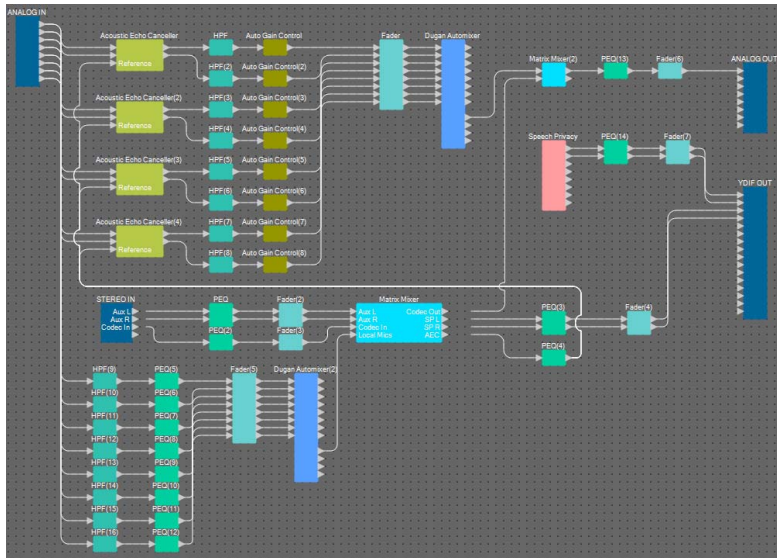 ANALOG IN
Acoustic Echo Canceller
HPF
Auto Gain Control
Fader
Dugan Automixer
Matrix Mixer(2)
PEQ(13)
Fader(6)
ANALOG OUT
Reference
HPF(2)
Auto Gain Control(2)
Acoustic Echo Canceller(2)
HPF(3)
Auto Gain Control(3)
Reference
HPF(4)
Auto Gain Control(4)
Speech Privacy
PEQ(14)
Fader(7)
Acoustic Echo Canceller(3)
HPF(5)
Auto Gain Control(5)
Reference
HPF(6)
Auto Gain Control(6)
YDIF OUT
Acoustic Echo Canceller(4)
HPF(7)
Auto Gain Control(7)
Reference
HPF(8)
Auto Gain Control(8)
STEREO IN
Aux L
Aux R
Codec In
PEQ
Fader(2)
PEQ(2)
Fader(3)
Matrix Mixer
Aux L
Aux R
Codec In
Local Mics
Codec Out
SP L
SP R
AEC
PEQ(3)
Fader(4)
PEQ(4)
HPF(9)
PEQ(5)
Fader(5)
Dugan Automixer(2)
HPF(10)
PEQ(6)
HPF(11)
PEQ(7)
HPF(12)
PEQ(8)
HPF(13)
PEQ(9)
HPF(14)
PEQ(10)
HPF(15)
PEQ(11)
HPF(16)
PEQ(12)